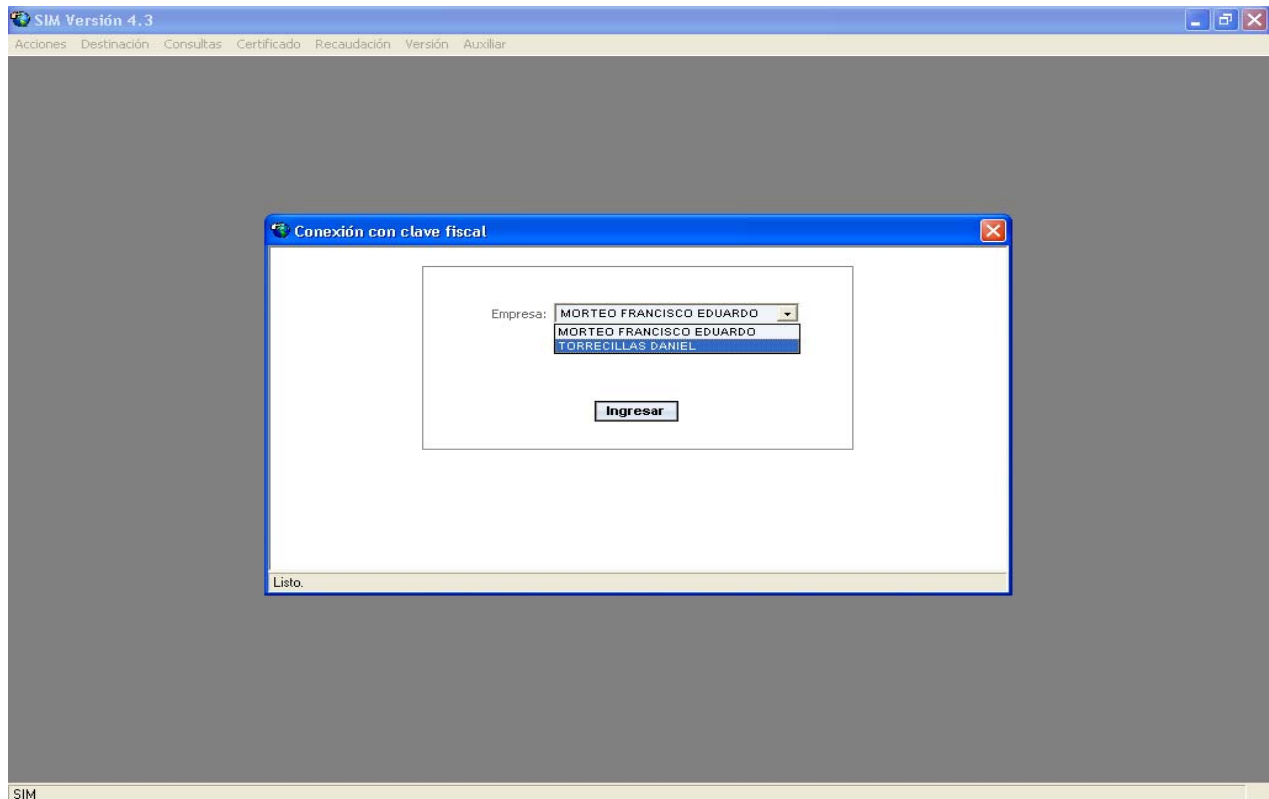 SIM Versión 4.3
Acciones Destinación Consultas Certificado Recaudación Versión Auxiliar
Conexión con clave fiscal
Empresa: MORTEO FRANCISCO EDUARDO
MORTEO FRANCISCO EDUARDO
TORRECILLAS DANIEL
Ingresar
Listo.
SIM